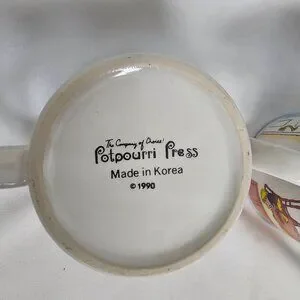 The Company of Choice!
Potpourri Press
Made in Korea
© 1990